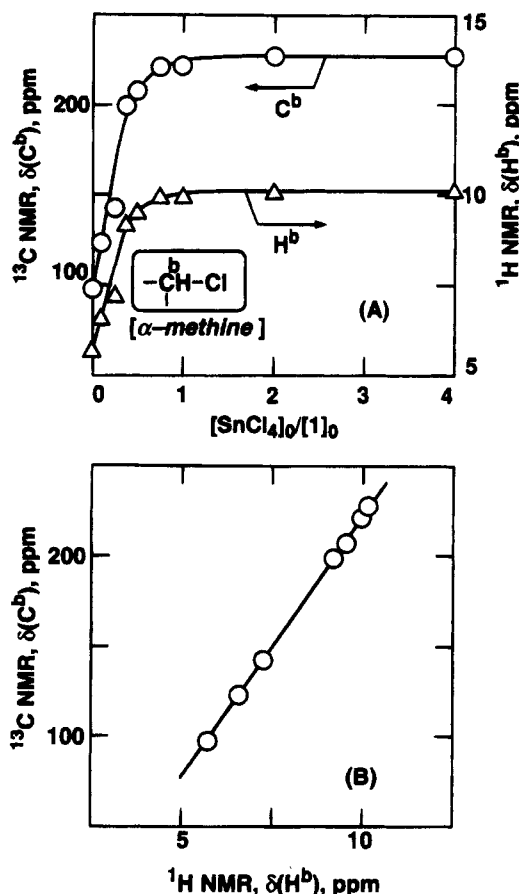 15
200
¹³C NMR, δ(Cᵇ), ppm
Cᵇ
10
¹H NMR, δ(Hᵇ), ppm
Hᵇ
100
b
-CH-Cl
[α-methine]
(A)
5
0 1 2 3 4
[SnCl₄]₀/[1]₀
200
¹³C NMR, δ(Cᵇ), ppm
100
(B)
5 10
¹H NMR, δ(Hᵇ), ppm